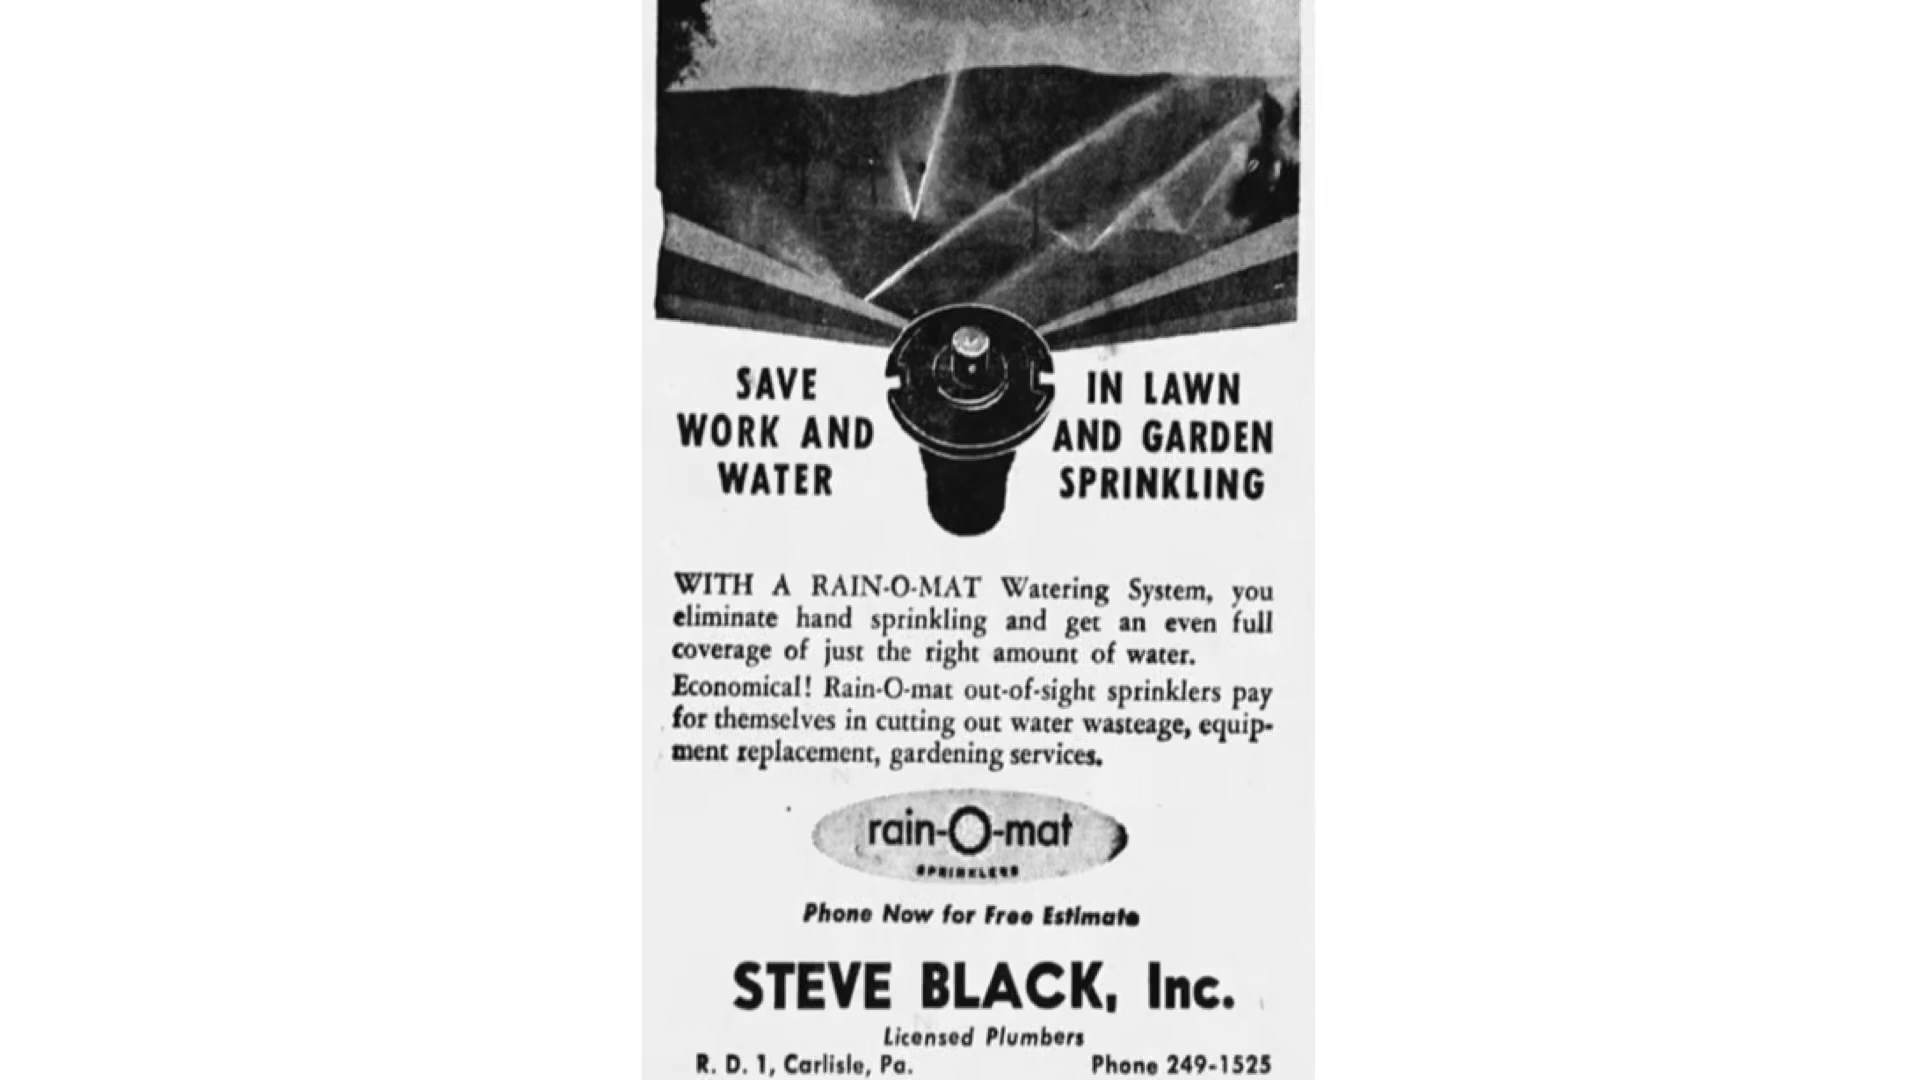 SAVE
WORK AND
WATER
IN LAWN
AND GARDEN
SPRINKLING
WITH A RAIN-O-MAT Watering System, you
eliminate hand sprinkling and get an even full
coverage of just the right amount of water.
Economical! Rain-O-mat out-of-sight sprinklers pay
for themselves in cutting out water wasteage, equip-
ment replacement, gardening services.
rain-O-mat
SPRINKLERS
Phone Now for Free Estimate
STEVE BLACK, Inc.
Licensed Plumbers
R. D. 1, Carlisle, Pa. Phone 249-1525